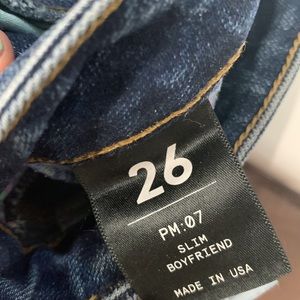 26
PM:07
SLIM
BOYFRIEND
MADE IN USA